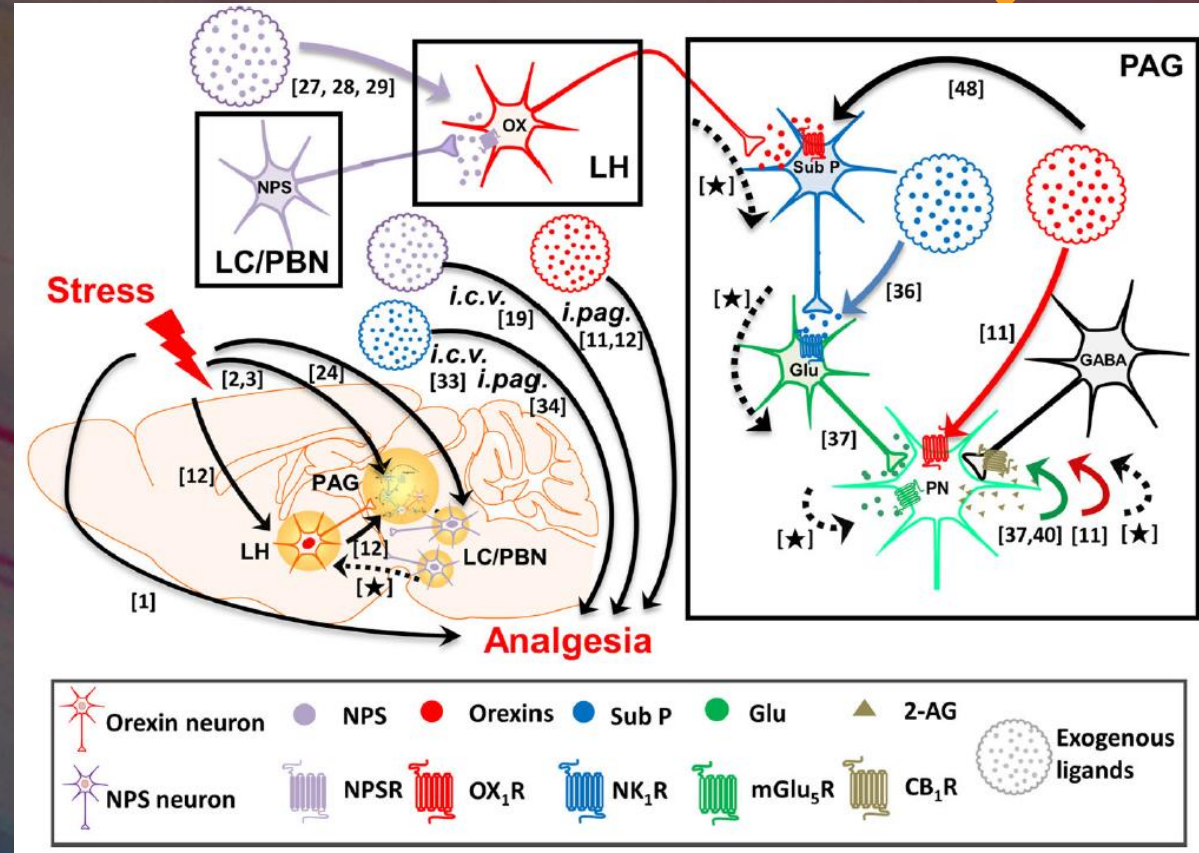 [27, 28, 29]
OX
LH
NPS
LC/PBN
PAG
[48]
Sub P
[★]
[36]
[★]
[11]
Glu
GABA
[37]
PN
[★]
[37,40] [11] [★]
Stress
i.c.v.
[19]
i.pag.
[11,12]
i.c.v.
[33] i.pag.
[34]
[2,3]
[24]
[12]
PAG
LH
[12]
LC/PBN
[★]
[1]
Analgesia
Orexin neuron
NPS
Orexins
Sub P
Glu
2-AG
Exogenous
ligands
NPS neuron
NPSR
OX₁R
NK₁R
mGlu₅R
CB₁R